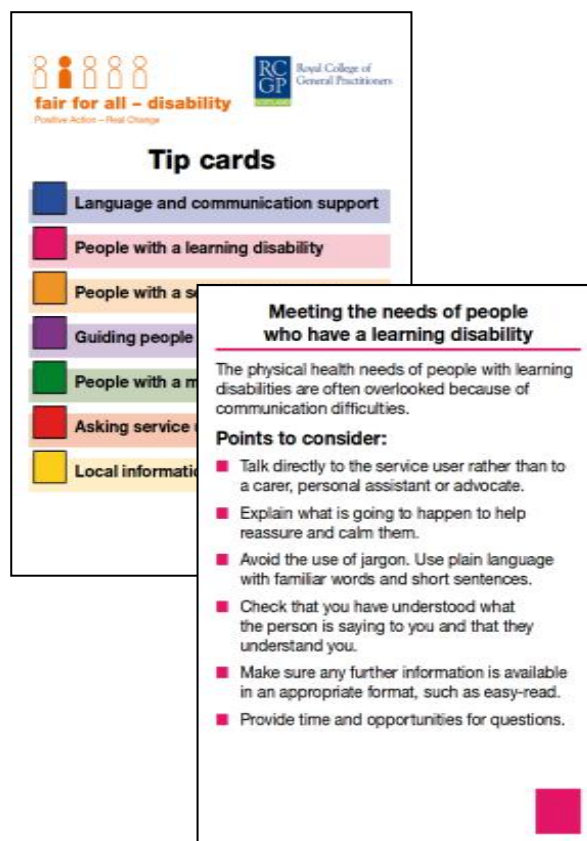 fair for all – disability
Positive Action – Real Change
RC
GP
SCOTLAND
Royal College of
General Practitioners
Tip cards
Language and communication support
People with a learning disability
People with a se
Guiding people
People with a m
Asking service
Local informatio
Meeting the needs of people
who have a learning disability
The physical health needs of people with learning
disabilities are often overlooked because of
communication difficulties.
Points to consider:
Talk directly to the service user rather than to
a carer, personal assistant or advocate.
Explain what is going to happen to help
reassure and calm them.
Avoid the use of jargon. Use plain language
with familiar words and short sentences.
Check that you have understood what
the person is saying to you and that they
understand you.
Make sure any further information is available
in an appropriate format, such as easy-read.
Provide time and opportunities for questions.